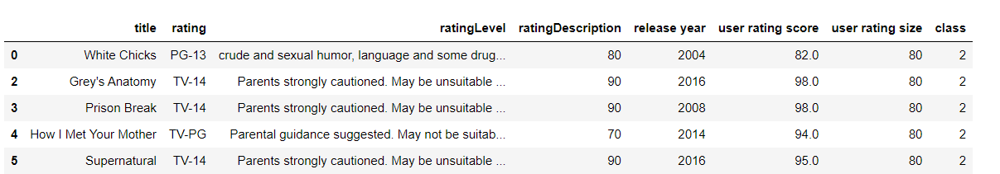 title rating ratingLevel ratingDescription release year user rating score user rating size class
0 White Chicks PG-13 crude and sexual humor, language and some drug... 80 2004 82.0 80 2
2 Grey's Anatomy TV-14 Parents strongly cautioned. May be unsuitable ... 90 2016 98.0 80 2
3 Prison Break TV-14 Parents strongly cautioned. May be unsuitable ... 90 2008 98.0 80 2
4 How I Met Your Mother TV-PG Parental guidance suggested. May not be suitab... 70 2014 94.0 80 2
5 Supernatural TV-14 Parents strongly cautioned. May be unsuitable ... 90 2016 95.0 80 2